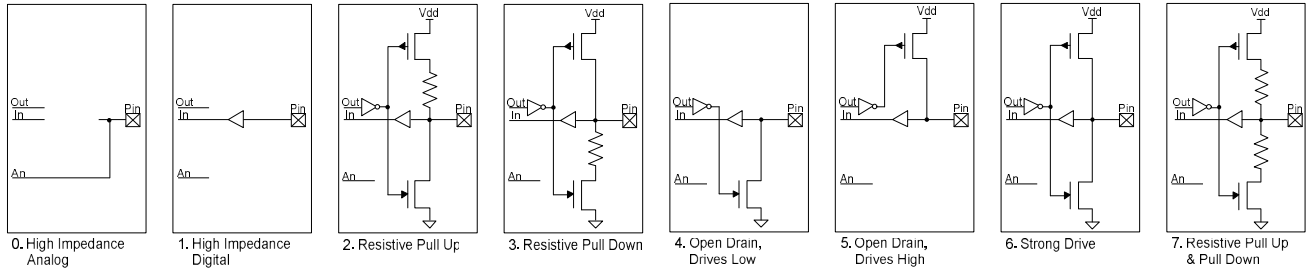 Out
In
Pin
An
0. High Impedance
Analog
Out
In
Pin
An
1. High Impedance
Digital
Vdd
Out
In
Pin
An
2. Resistive Pull Up
Vdd
Out
In
Pin
An
3. Resistive Pull Down
Out
In
Pin
An
4. Open Drain,
Drives Low
Vdd
Out
In
Pin
An
5. Open Drain,
Drives High
Vdd
Out
In
Pin
An
6. Strong Drive
Vdd
Out
In
Pin
An
7. Resistive Pull Up
& Pull Down